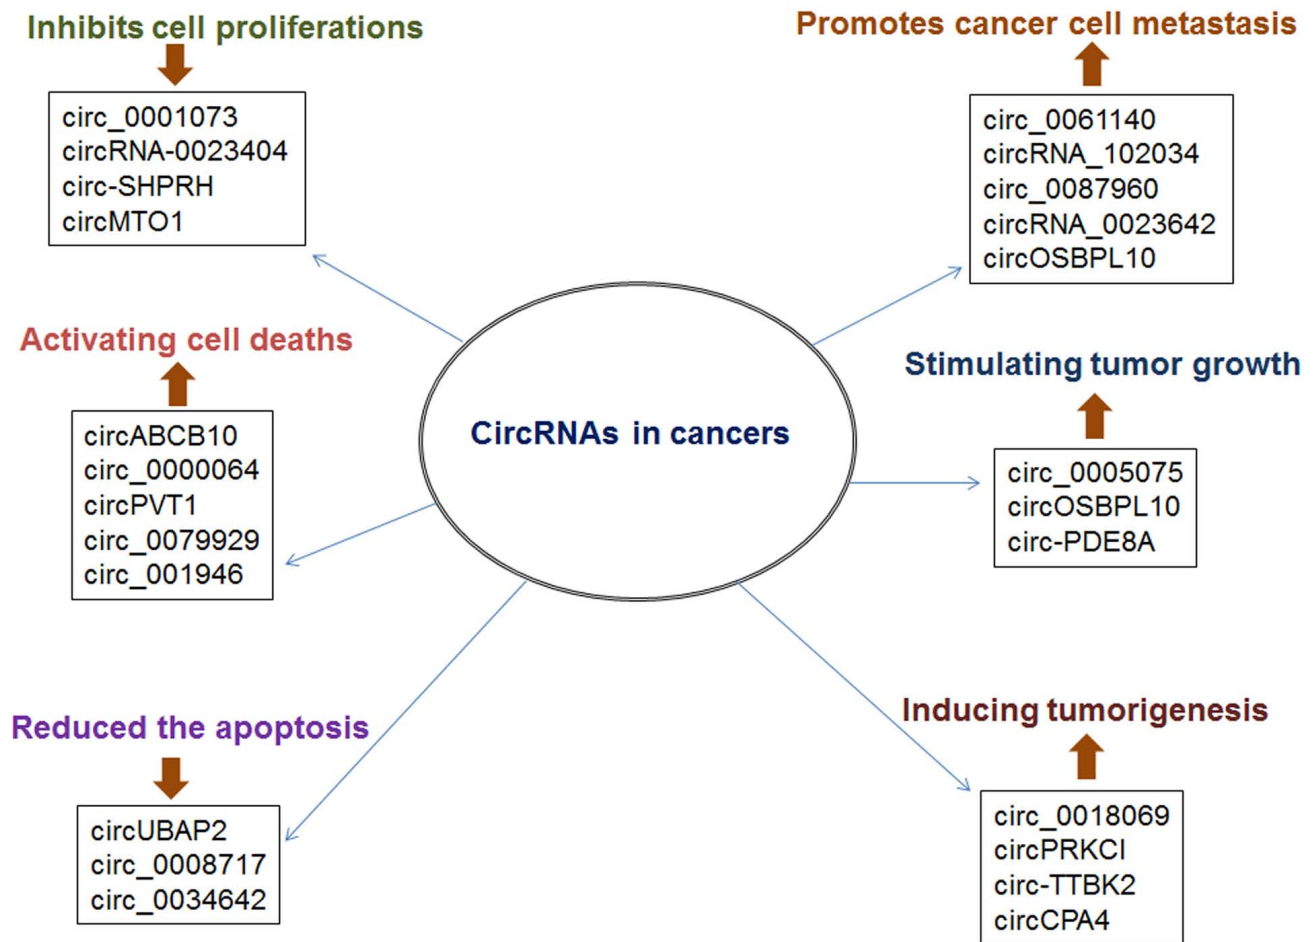 Inhibits cell proliferations
circ_0001073
circRNA-0023404
circ-SHPRH
circMTO1
Promotes cancer cell metastasis
circ_0061140
circRNA_102034
circ_0087960
circRNA_0023642
circOSBPL10
Activating cell deaths
circABCB10
circ_0000064
circPVT1
circ_0079929
circ_001946
CircRNAs in cancers
Stimulating tumor growth
circ_0005075
circOSBPL10
circ-PDE8A
Reduced the apoptosis
circUBAP2
circ_0008717
circ_0034642
Inducing tumorigenesis
circ_0018069
circPRKCI
circ-TTBK2
circCPA4